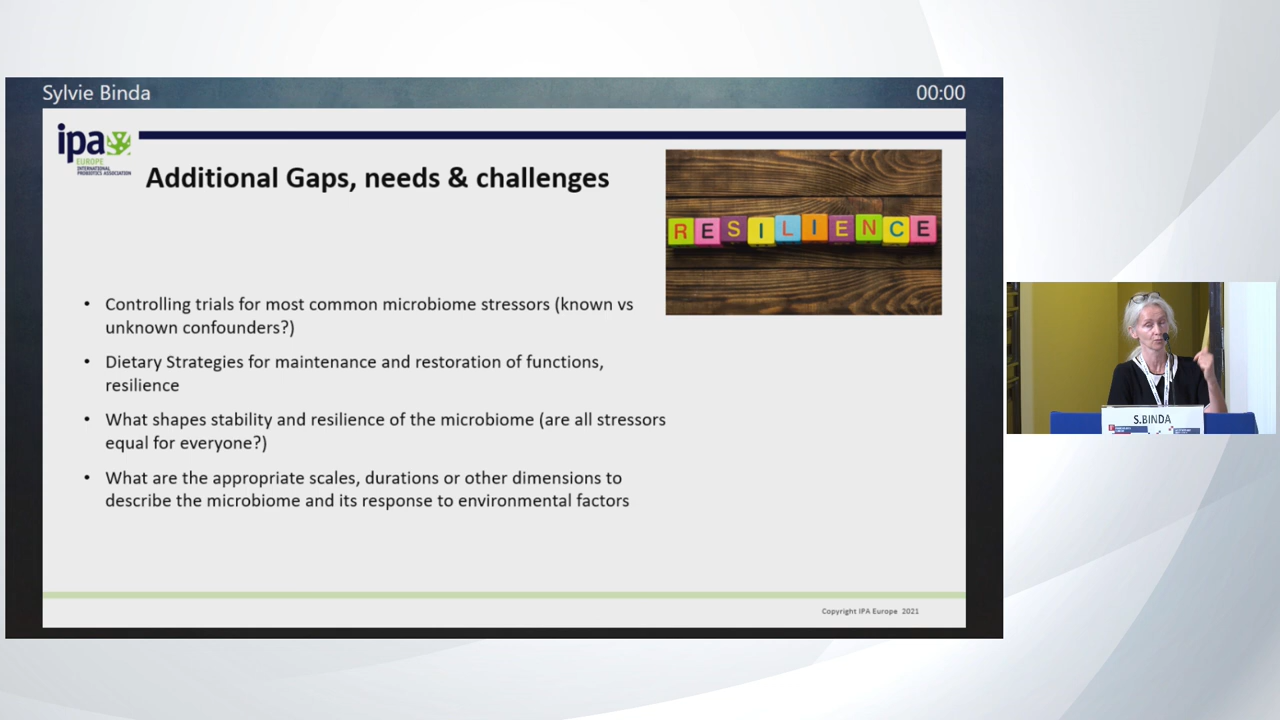 Sylvie Binda
00:00
ipa
EUROPE
INTERNATIONAL
PROBIOTICS ASSOCIATION
Additional Gaps, needs & challenges
RESILIENCE
• Controlling trials for most common microbiome stressors (known vs
unknown confounders?)
• Dietary Strategies for maintenance and restoration of functions,
resilience
• What shapes stability and resilience of the microbiome (are all stressors
equal for everyone?)
• What are the appropriate scales, durations or other dimensions to
describe the microbiome and its response to environmental factors
Copyright IPA Europe 2021
S.BINDA